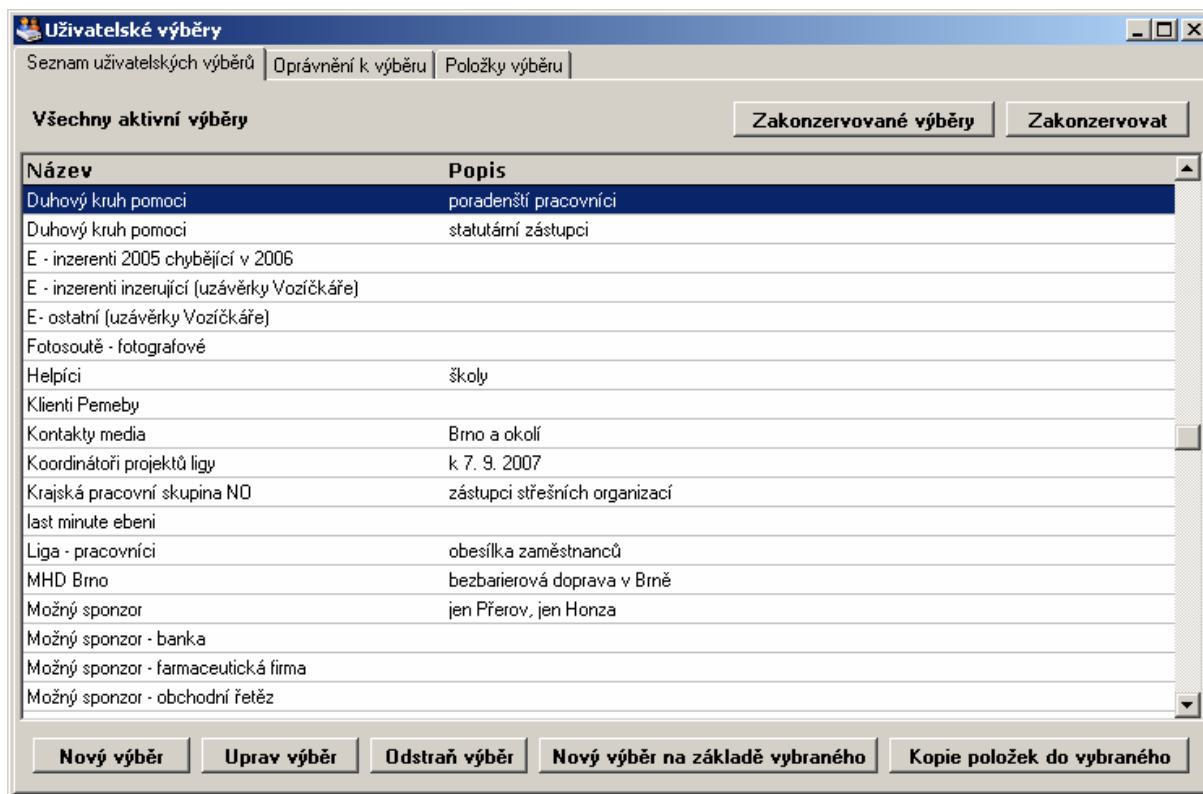 Uživatelské výběry
Seznam uživatelských výběrů Oprávnění k výběru Položky výběru
Všechny aktivní výběry Zakonzervované výběry Zakonzervovat
Název Popis
Duhový kruh pomoci poradenští pracovníci
Duhový kruh pomoci statutární zástupci
E - inzerenti 2005 chybějící v 2006
E - inzerenti inzerující (uzávěrky Vozíčkáře)
E- ostatní (uzávěrky Vozíčkáře)
Fotosoutě - fotografové
Helpíci školy
Klienti Pemeby
Kontakty media Brno a okolí
Koordinátoři projektů ligy k 7. 9. 2007
Krajská pracovní skupina NO zástupci střešních organizací
last minute ebeni
Liga - pracovníci obesílka zaměstnanců
MHD Brno bezbarierová doprava v Brně
Možný sponzor jen Přerov, jen Honza
Možný sponzor - banka
Možný sponzor - farmaceutická firma
Možný sponzor - obchodní řetěz
Nový výběr Uprav výběr Odstraň výběr Nový výběr na základě vybraného Kopie položek do vybraného